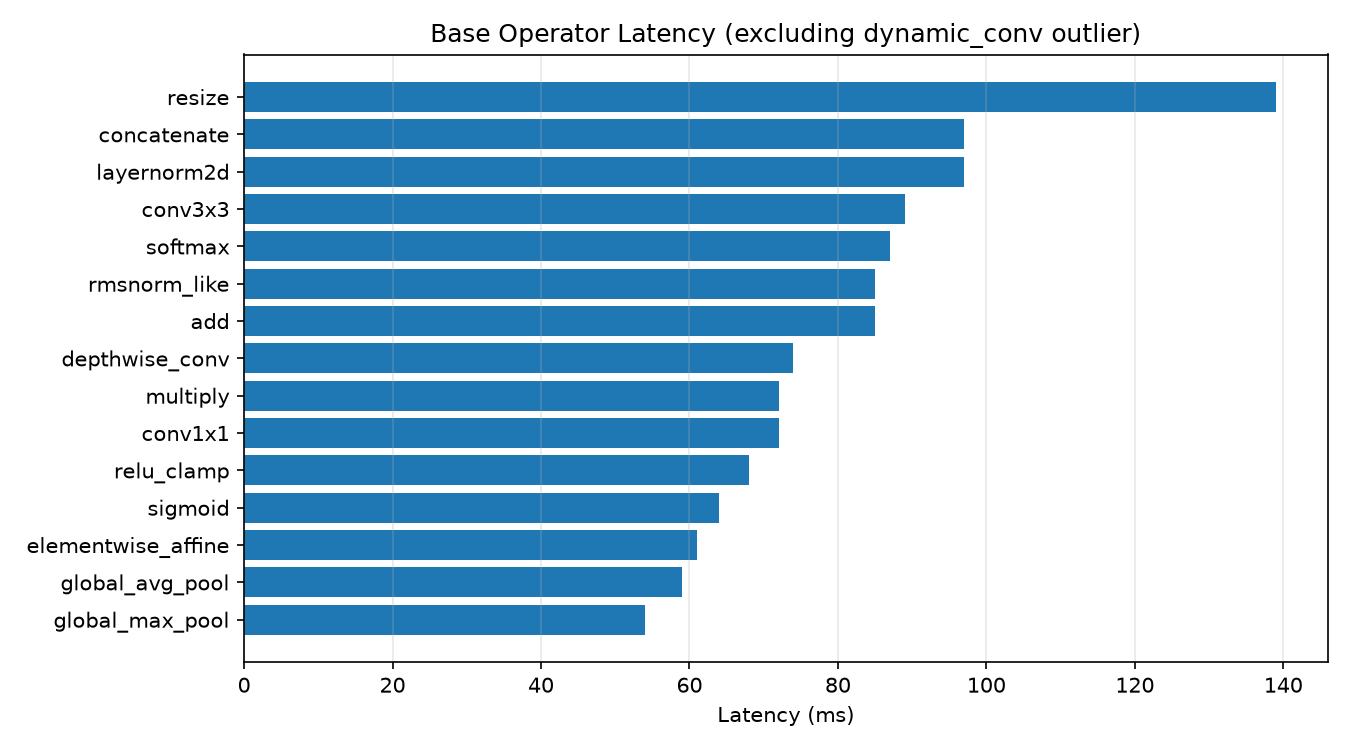 Base Operator Latency (excluding dynamic_conv outlier)
resize
concatenate
layernorm2d
conv3x3
softmax
rmsnorm_like
add
depthwise_conv
multiply
conv1x1
relu_clamp
sigmoid
elementwise_affine
global_avg_pool
global_max_pool
0 20 40 60 80 100 120 140
Latency (ms)